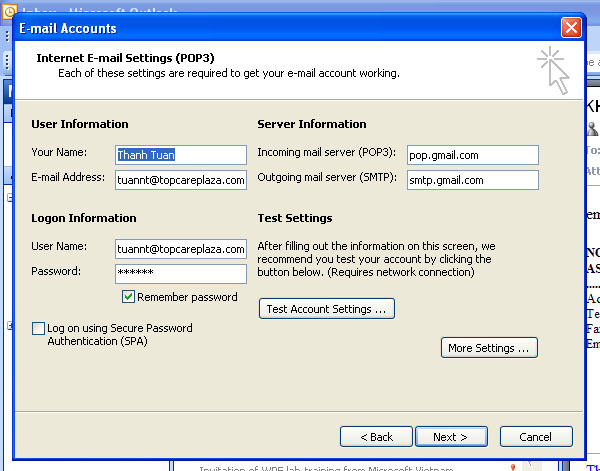 Inbox - Microsoft Outlook
E-mail Accounts
Internet E-mail Settings (POP3)
Each of these settings are required to get your e-mail account working.
User Information
Your Name: Thanh Tuan
E-mail Address: tuannt@topcareplaza.com
Server Information
Incoming mail server (POP3): pop.gmail.com
Outgoing mail server (SMTP): smtp.gmail.com
Logon Information
User Name: tuannt@topcareplaza.com
Password: ******
Remember password
Log on using Secure Password
Authentication (SPA)
Test Settings
After filling out the information on this screen, we
recommend you test your account by clicking the
button below. (Requires network connection)
Test Account Settings ...
More Settings ...
< Back
Next >
Cancel
Invitation of WPF lab training from Microsoft Vietnam